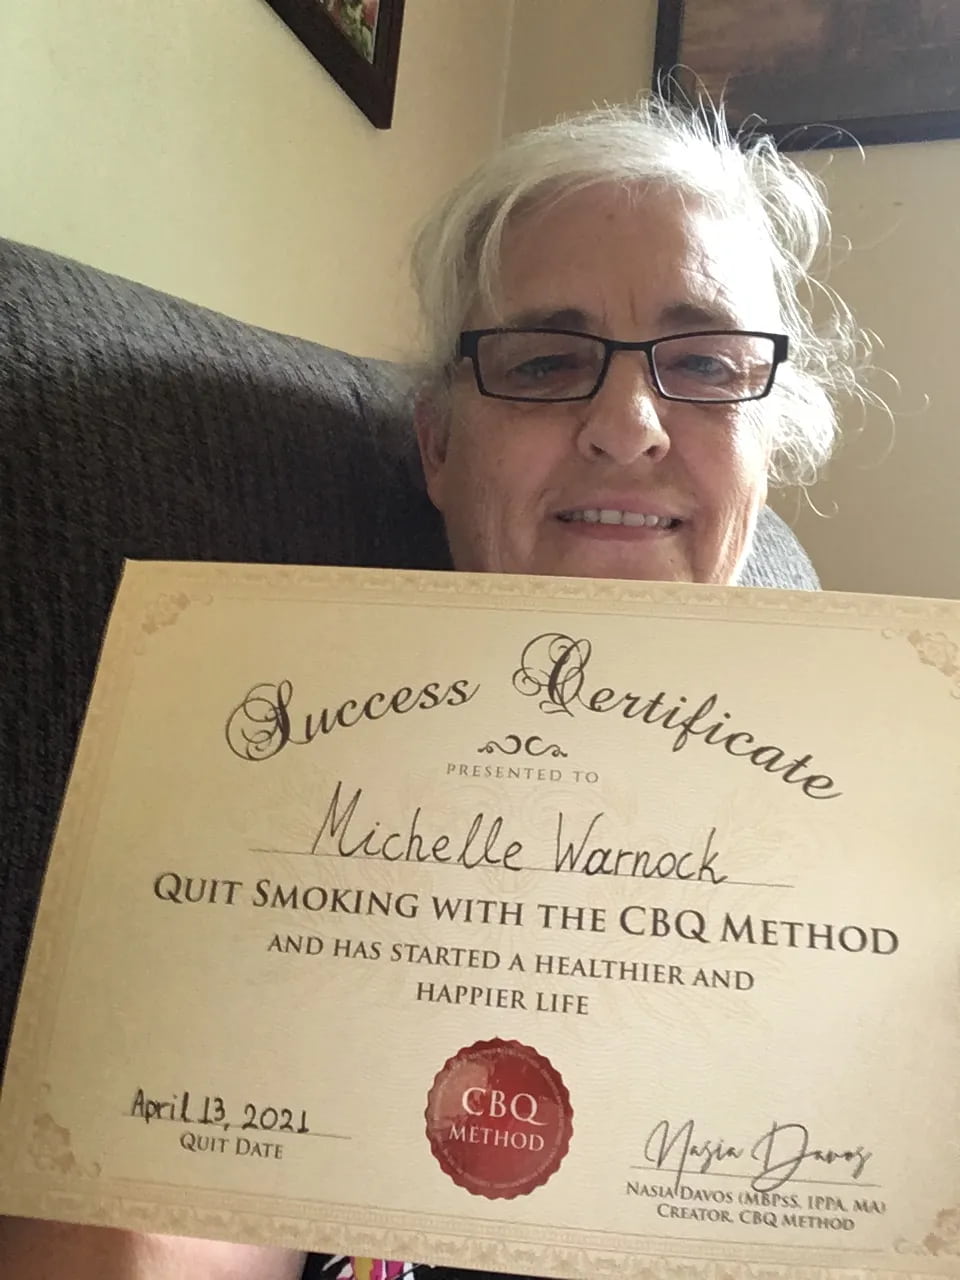 Success Certificate
PRESENTED TO
Michelle Warnock
QUIT SMOKING WITH THE CBQ METHOD
AND HAS STARTED A HEALTHIER AND
HAPPIER LIFE
April 13, 2021
QUIT DATE
CBQ
METHOD
Nasia Davos
NASIA DAVOS (MBPSS, IPPA, MA)
CREATOR, CBQ METHOD